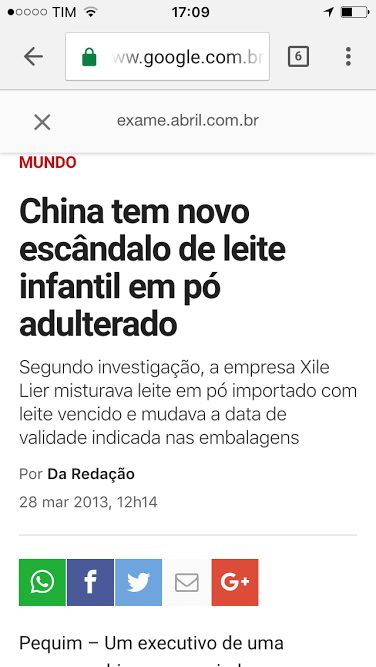 TIM 17:09
ww.google.com.br 6
exame.abril.com.br
MUNDO
China tem novo
escândalo de leite
infantil em pó
adulterado
Segundo investigação, a empresa Xile
Lier misturava leite em pó importado com
leite vencido e mudava a data de
validade indicada nas embalagens
Por Da Redação
28 mar 2013, 12h14
f G+
Pequim – Um executivo de uma